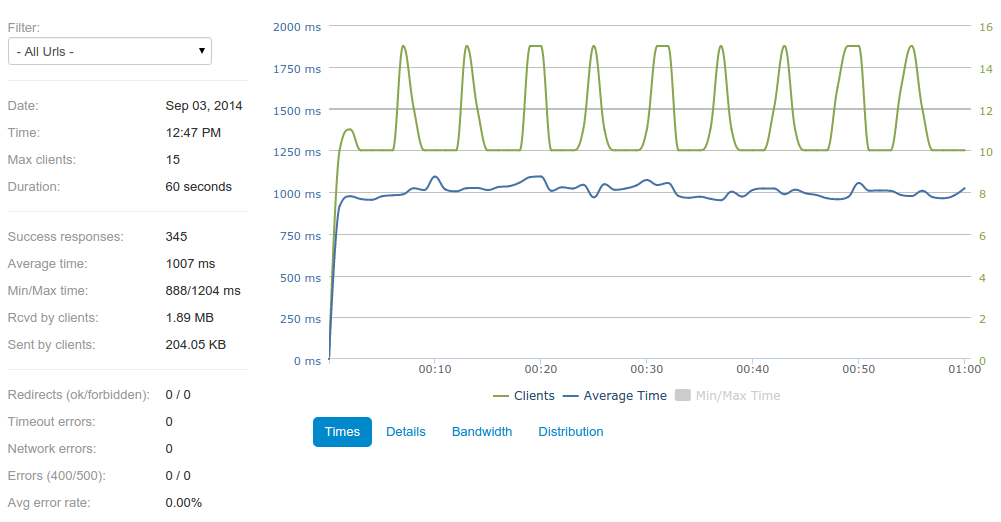 Filter:
- All Urls -
Date: Sep 03, 2014
Time: 12:47 PM
Max clients: 15
Duration: 60 seconds
Success responses: 345
Average time: 1007 ms
Min/Max time: 888/1204 ms
Rcvd by clients: 1.89 MB
Sent by clients: 204.05 KB
Redirects (ok/forbidden): 0 / 0
Timeout errors: 0
Network errors: 0
Errors (400/500): 0 / 0
Avg error rate: 0.00%
2000 ms 16
1750 ms 14
1500 ms 12
1250 ms 10
1000 ms 8
750 ms 6
500 ms 4
250 ms 2
0 ms 0
00:10 00:20 00:30 00:40 00:50 01:00
Clients Average Time Min/Max Time
Times Details Bandwidth Distribution